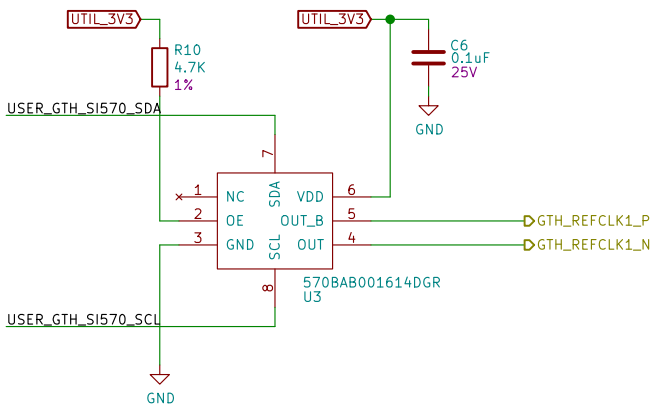 UTIL_3V3
UTIL_3V3
R10
4.7K
1%
C6
0.1uF
25V
GND
USER_GTH_SI570_SDA
7
1
NC
SDA
VDD
6
2
OE
OUT_B
5
GTH_REFCLK1_P
3
GND
SCL
OUT
4
GTH_REFCLK1_N
8
570BAB001614DGR
U3
USER_GTH_SI570_SCL
GND